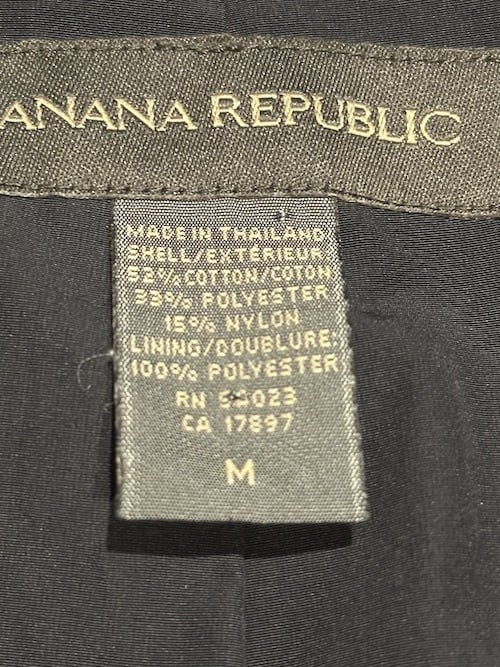 ANANA REPUBLIC
MADE IN THAILAND
SHELL/EXTERIEUR
52% COTTON/COTON
33% POLYESTER
15% NYLON
LINING/DOUBLURE:
100% POLYESTER
RN 54023
CA 17897
M